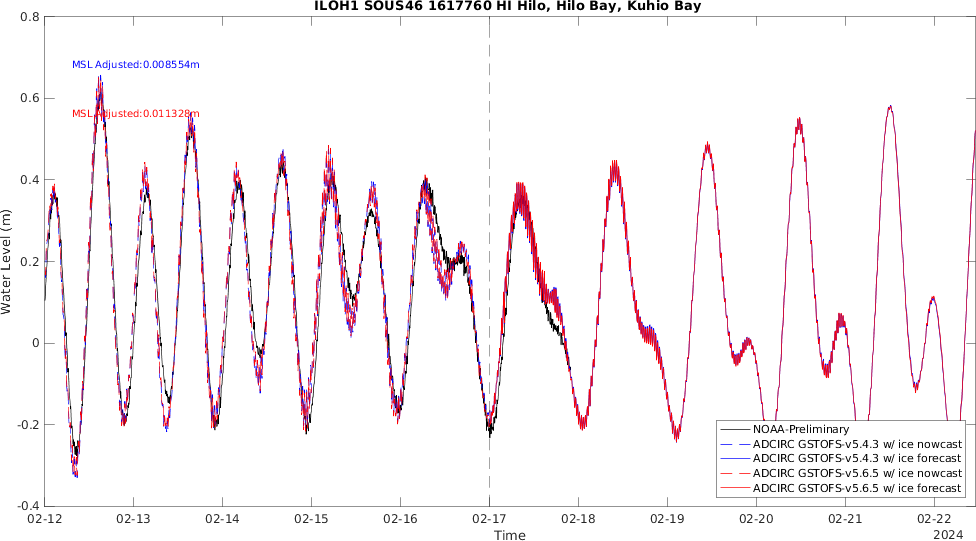 ILOH1 SOUS46 1617760 HI Hilo, Hilo Bay, Kuhio Bay
0.8
MSL Adjusted:0.008554m
0.6
MSL Adjusted:0.011328m
0.4
Water Level (m)
0.2
0
-0.2
NOAA-Preliminary
ADCIRC GSTOFS-v5.4.3 w/ ice nowcast
ADCIRC GSTOFS-v5.4.3 w/ ice forecast
ADCIRC GSTOFS-v5.6.5 w/ ice nowcast
ADCIRC GSTOFS-v5.6.5 w/ ice forecast
-0.4
02-12 02-13 02-14 02-15 02-16 02-17 02-18 02-19 02-20 02-21 02-22
Time
2024